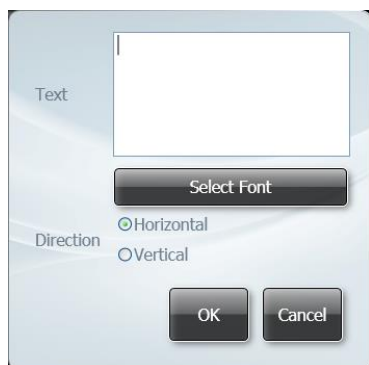 Text
Select Font
Direction
Horizontal
Vertical
OK Cancel